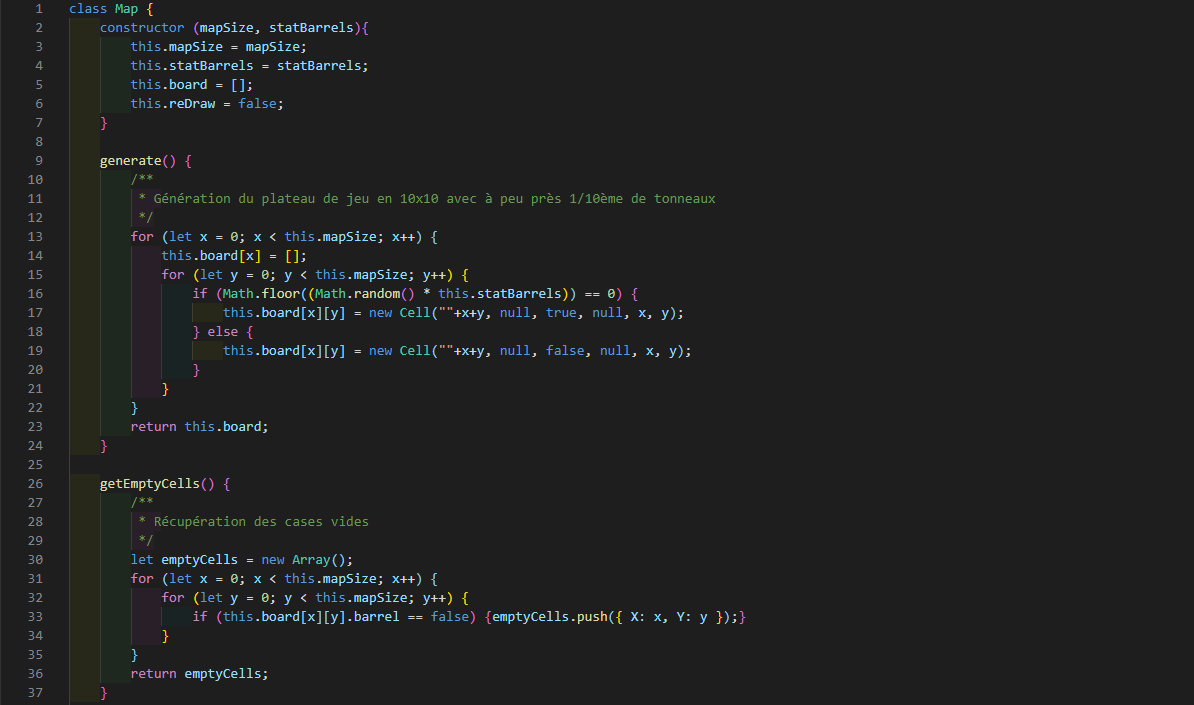 1 class Map {
2     constructor (mapSize, statBarrels){
3         this.mapSize = mapSize;
4         this.statBarrels = statBarrels;
5         this.board = [];
6         this.reDraw = false;
7     }
8
9     generate() {
10         /**
11          * Génération du plateau de jeu en 10x10 avec à peu près 1/10ème de tonneaux
12          */
13         for (let x = 0; x < this.mapSize; x++) {
14             this.board[x] = [];
15             for (let y = 0; y < this.mapSize; y++) {
16                 if (Math.floor((Math.random() * this.statBarrels)) == 0) {
17                     this.board[x][y] = new Cell(""+x+y, null, true, null, x, y);
18                 } else {
19                     this.board[x][y] = new Cell(""+x+y, null, false, null, x, y);
20                 }
21             }
22         }
23         return this.board;
24     }
25
26     getEmptyCells() {
27         /**
28          * Récupération des cases vides
29          */
30         let emptyCells = new Array();
31         for (let x = 0; x < this.mapSize; x++) {
32             for (let y = 0; y < this.mapSize; y++) {
33                 if (this.board[x][y].barrel == false) {emptyCells.push({ X: x, Y: y });}
34             }
35         }
36         return emptyCells;
37     }